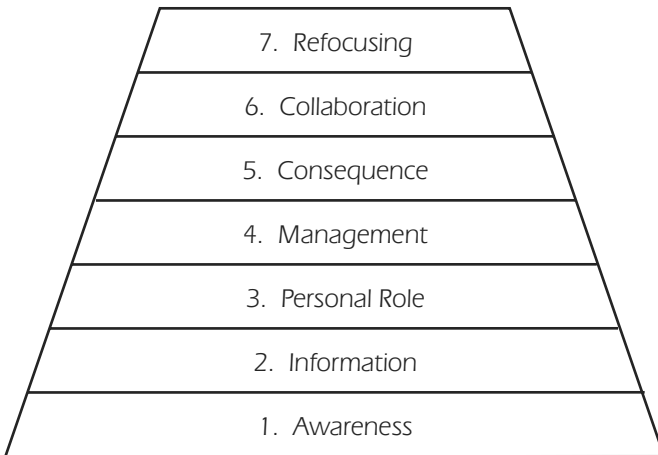 7. Refocusing
6. Collaboration
5. Consequence
4. Management
3. Personal Role
2. Information
1. Awareness